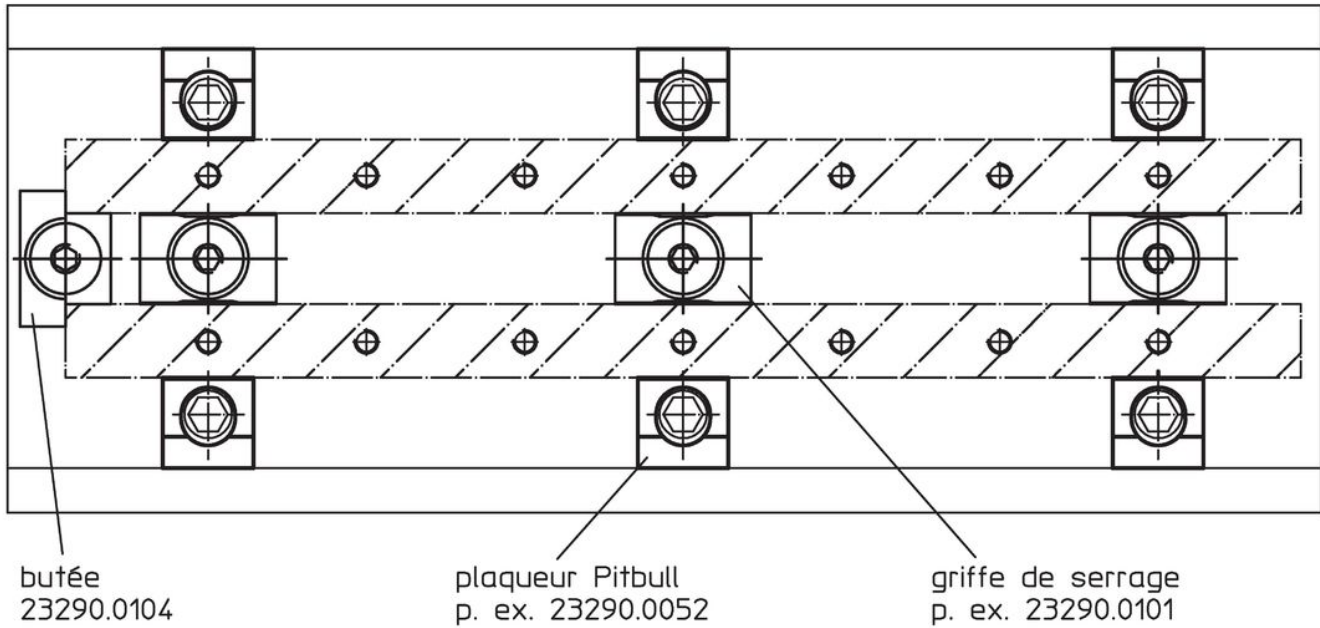 butée
23290.0104
plaqueur Pitbull
p. ex. 23290.0052
griffe de serrage
p. ex. 23290.0101